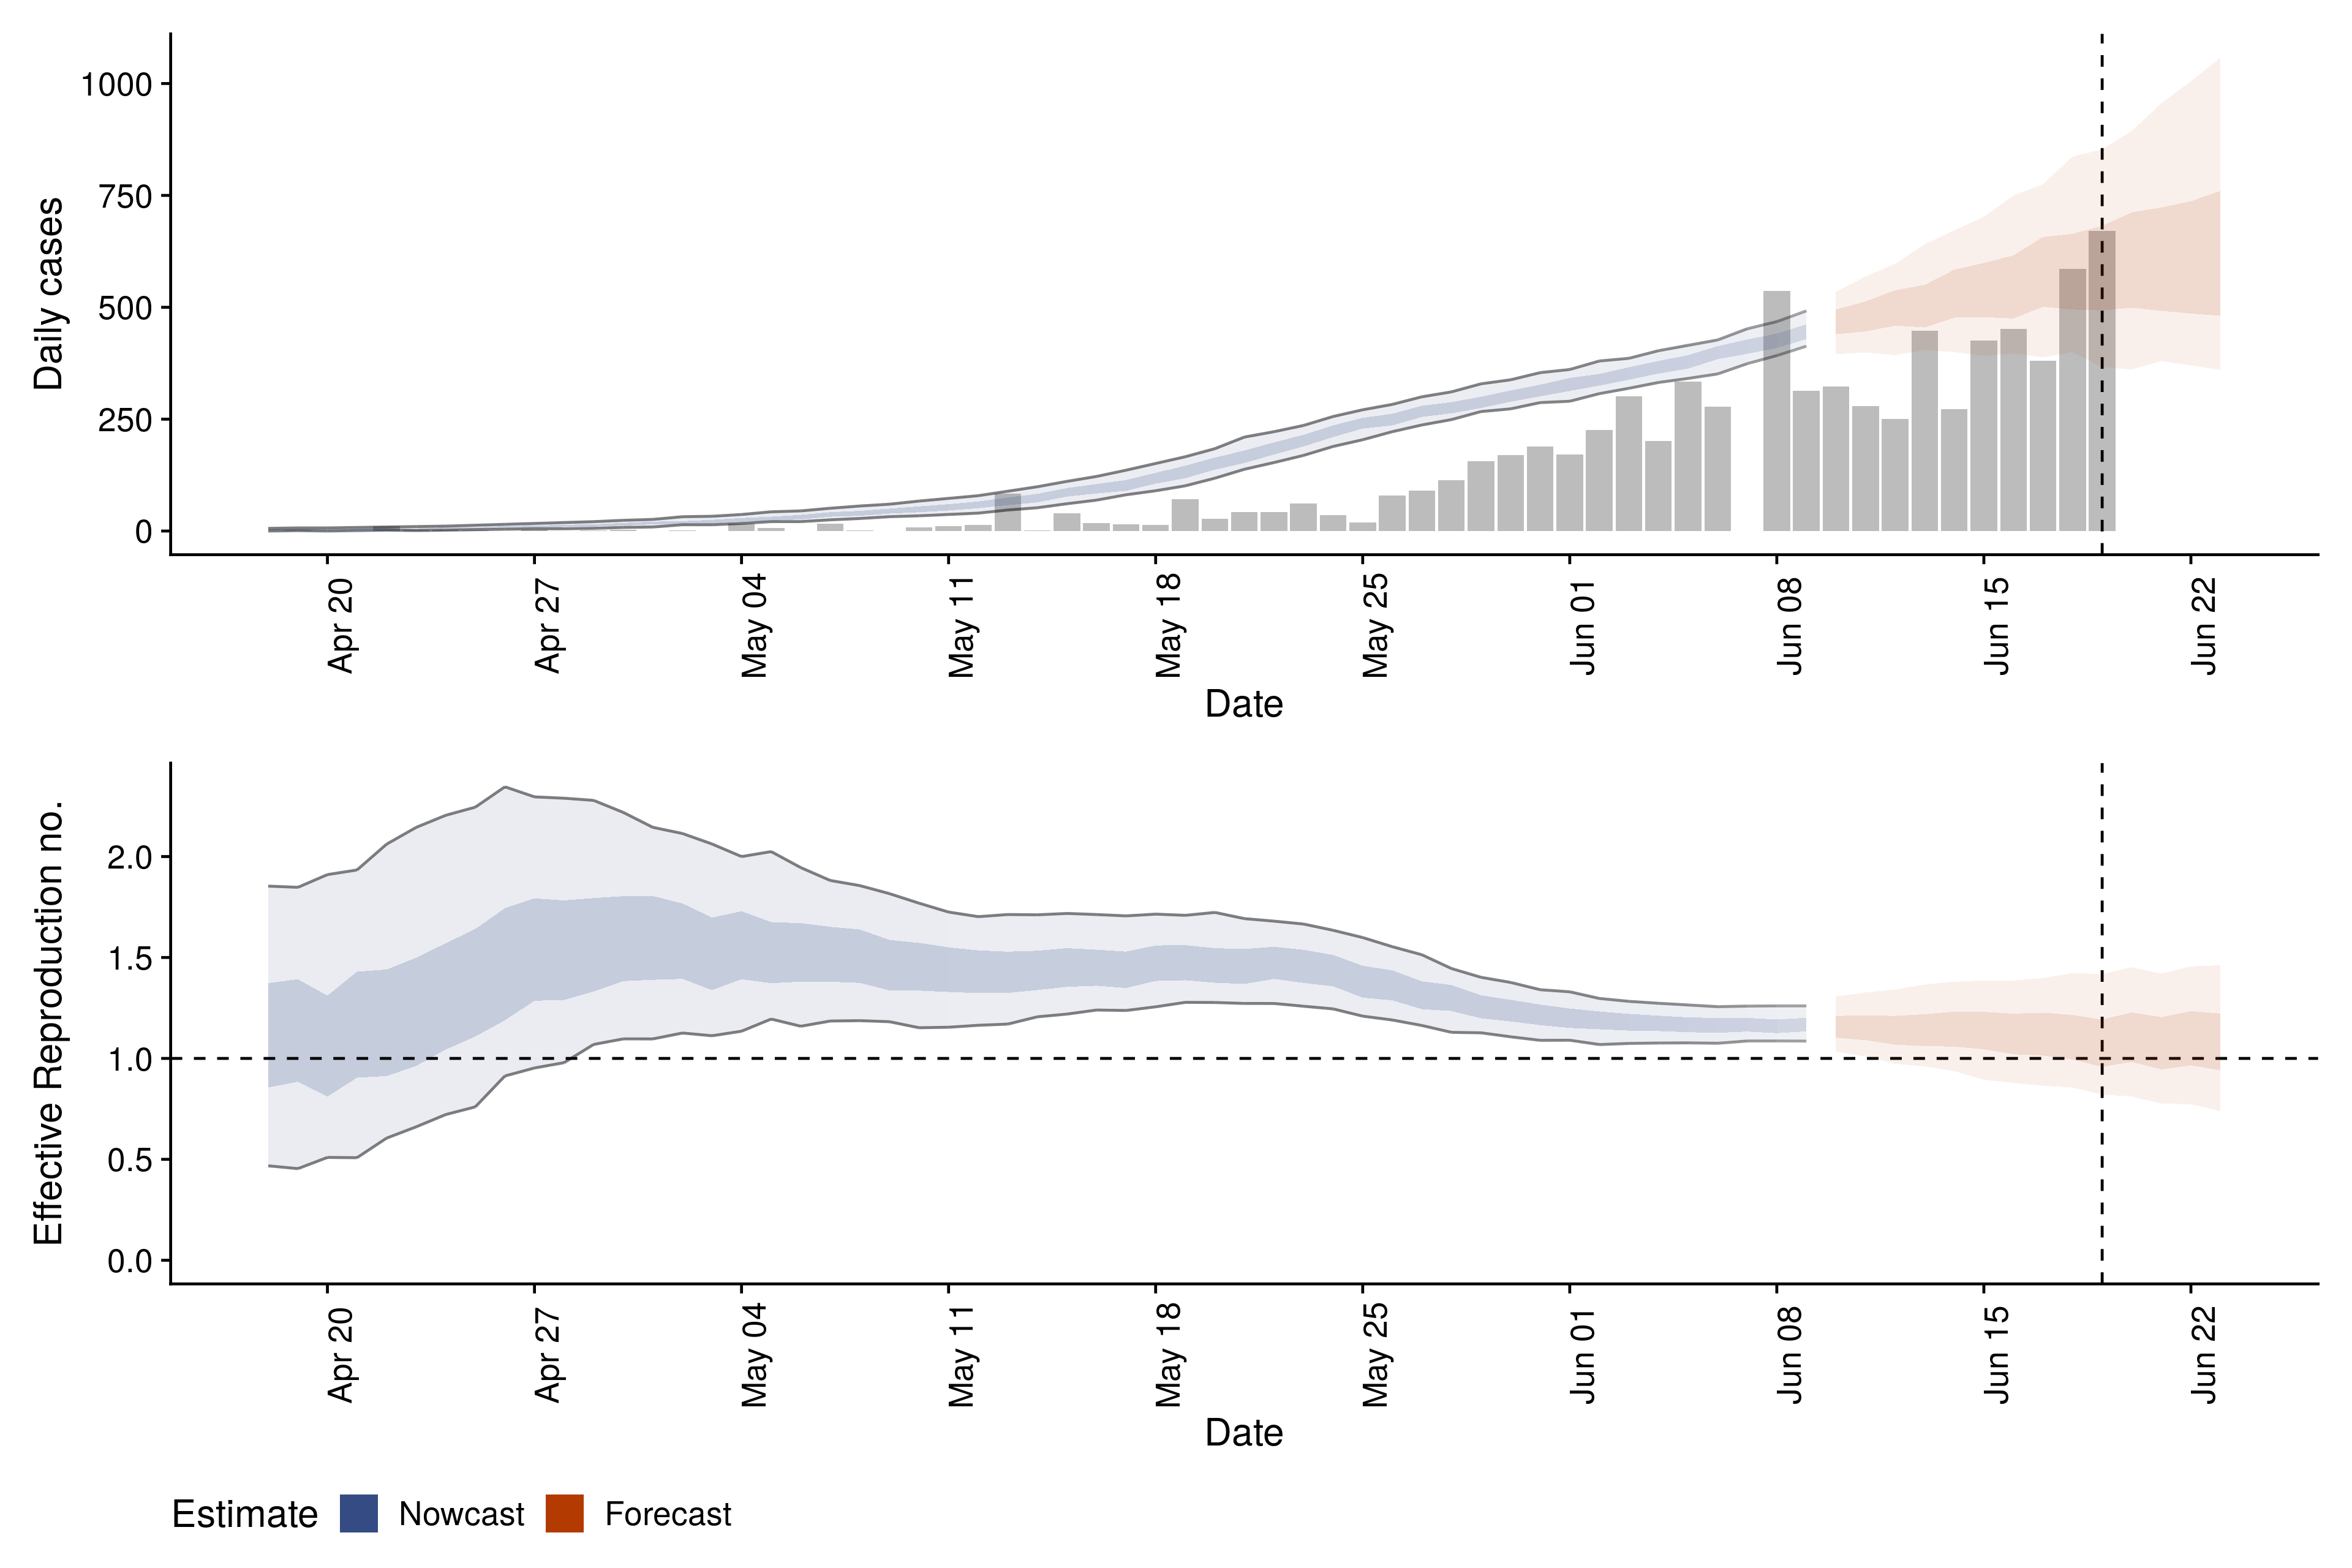 Daily cases
1000
750
500
250
0
Apr 20
Apr 27
May 04
May 11
May 18
May 25
Jun 01
Jun 08
Jun 15
Jun 22
Date
Effective Reproduction no.
2.0
1.5
1.0
0.5
0.0
Apr 20
Apr 27
May 04
May 11
May 18
May 25
Jun 01
Jun 08
Jun 15
Jun 22
Date
Estimate Nowcast Forecast